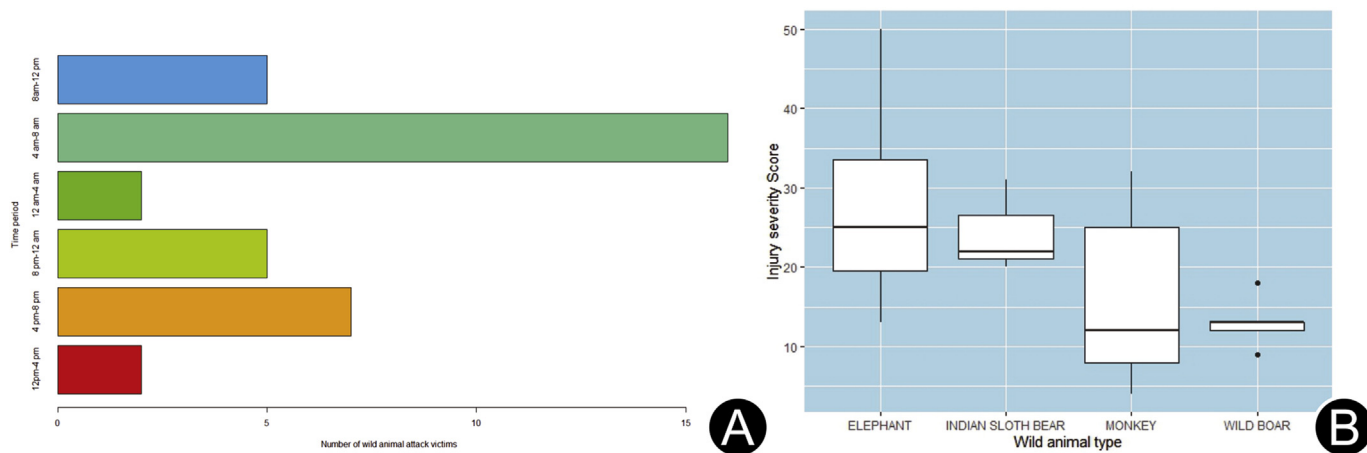 8am-12 pm
4 am-8 am
12 am-4 am
8 pm-12 am
4 pm-8 pm
12pm-4 pm
Time period
0 5 10 15
Number of wild animal attack victims
A
50
40
30
20
10
Injury severity Score
ELEPHANT INDIAN SLOTH BEAR MONKEY WILD BOAR
Wild animal type
B